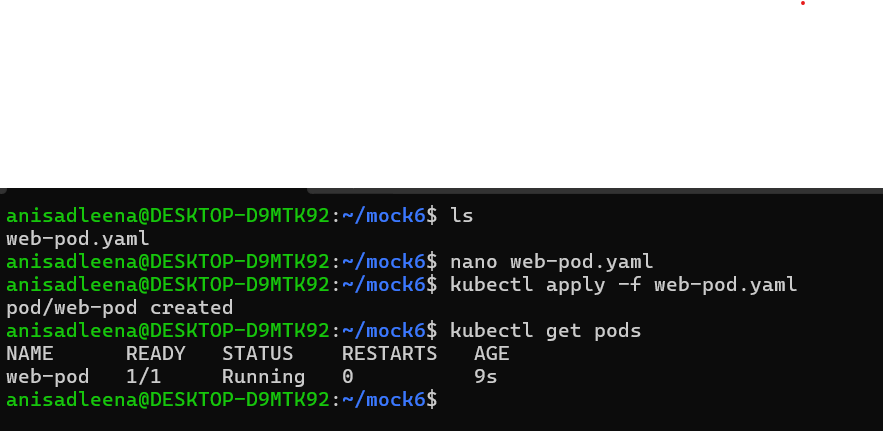 anisadleena@DESKTOP-D9MTK92:~/mock6$ ls
web-pod.yaml
anisadleena@DESKTOP-D9MTK92:~/mock6$ nano web-pod.yaml
anisadleena@DESKTOP-D9MTK92:~/mock6$ kubectl apply -f web-pod.yaml
pod/web-pod created
anisadleena@DESKTOP-D9MTK92:~/mock6$ kubectl get pods
NAME      READY   STATUS    RESTARTS   AGE
web-pod   1/1     Running   0          9s
anisadleena@DESKTOP-D9MTK92:~/mock6$